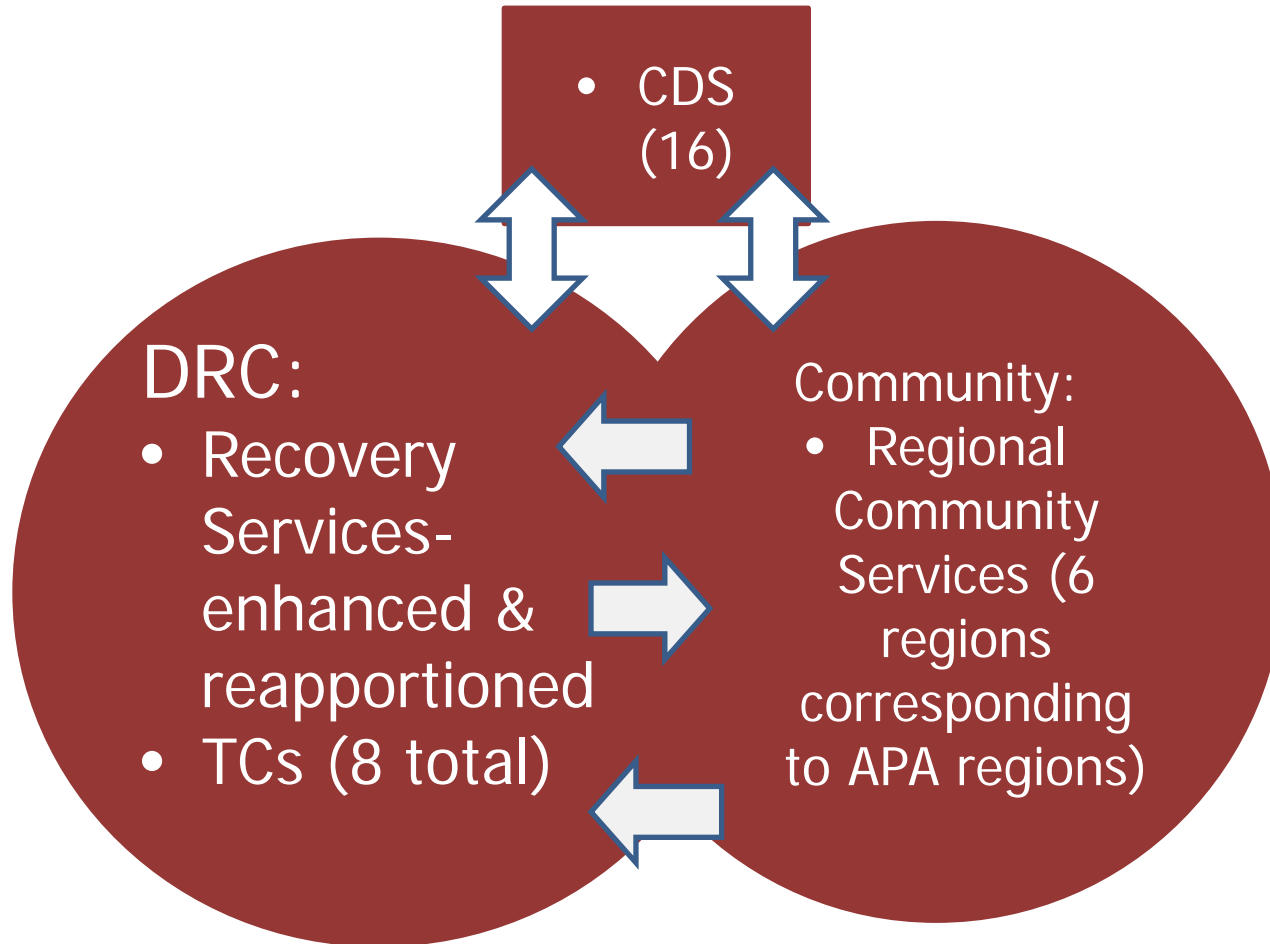 • CDS
(16)
DRC:
• Recovery
Services-
enhanced &
reapportioned
• TCs (8 total)
Community:
• Regional
Community
Services (6
regions
corresponding
to APA regions)